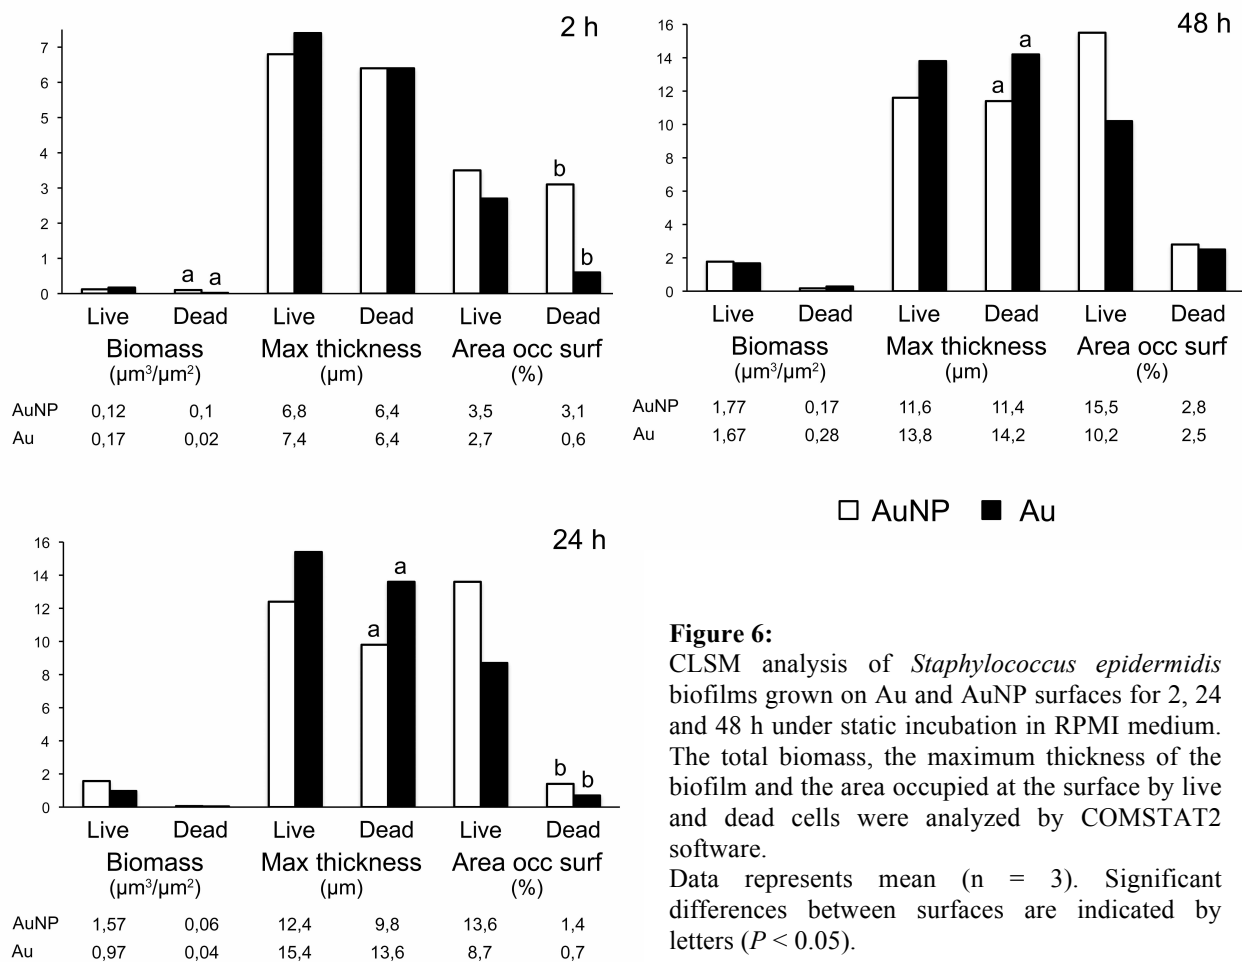 2 h
7
6
5
4
3
2
1
0
a a
b
b
Live Dead Live Dead Live Dead
Biomass Max thickness Area occ surf
(µm³/µm²) (µm) (%)
AuNP 0,12 0,1 6,8 6,4 3,5 3,1
Au 0,17 0,02 7,4 6,4 2,7 0,6
48 h
16
14
12
10
8
6
4
2
0
a
a
Live Dead Live Dead Live Dead
Biomass Max thickness Area occ surf
(µm³/µm²) (µm) (%)
AuNP 1,77 0,17 11,6 11,4 15,5 2,8
Au 1,67 0,28 13,8 14,2 10,2 2,5
AuNP Au
24 h
16
14
12
10
8
6
4
2
0
a
a
b b
Live Dead Live Dead Live Dead
Biomass Max thickness Area occ surf
(µm³/µm²) (µm) (%)
AuNP 1,57 0,06 12,4 9,8 13,6 1,4
Au 0,97 0,04 15,4 13,6 8,7 0,7
Figure 6:
CLSM analysis of Staphylococcus epidermidis
biofilms grown on Au and AuNP surfaces for 2, 24
and 48 h under static incubation in RPMI medium.
The total biomass, the maximum thickness of the
biofilm and the area occupied at the surface by live
and dead cells were analyzed by COMSTAT2
software.
Data represents mean (n = 3). Significant
differences between surfaces are indicated by
letters (P < 0.05).